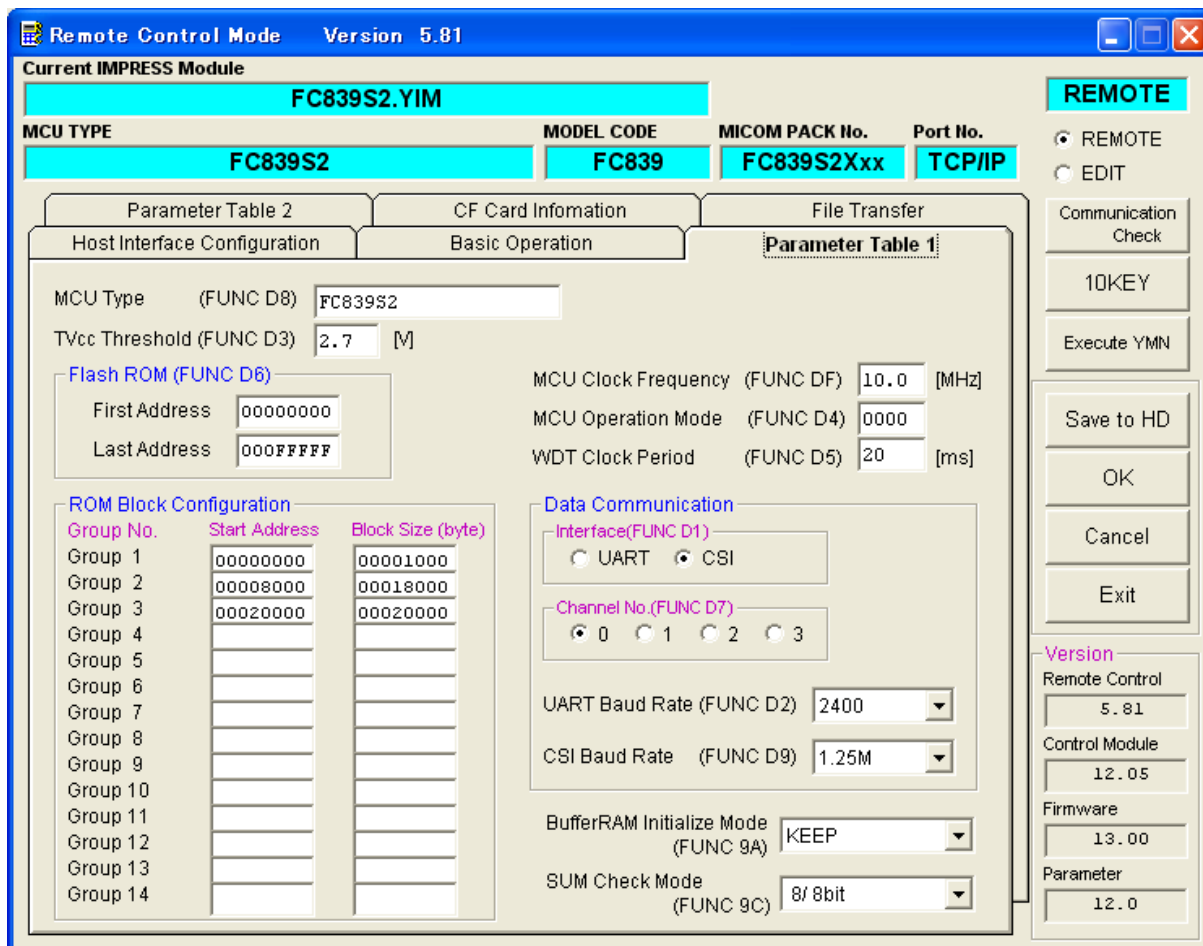 Remote Control Mode Version 5.81
Current IMPRESS Module
FC839S2.YIM
REMOTE
MCU TYPE MODEL CODE MICOM PACK No. Port No.
FC839S2 FC839 FC839S2Xxx TCP/IP
REMOTE
EDIT
Parameter Table 2 CF Card Infomation File Transfer
Host Interface Configuration Basic Operation Parameter Table 1
MCU Type (FUNC D8) FC839S2
TVcc Threshold (FUNC D3) 2.7 [V]
Flash ROM (FUNC D6)
First Address 00000000
Last Address 000FFFFF
MCU Clock Frequency (FUNC DF) 10.0 [MHz]
MCU Operation Mode (FUNC D4) 0000
WDT Clock Period (FUNC D5) 20 [ms]
ROM Block Configuration
Group No. Start Address Block Size (byte)
Group 1 00000000 00001000
Group 2 00008000 00018000
Group 3 00020000 00020000
Group 4
Group 5
Group 6
Group 7
Group 8
Group 9
Group 10
Group 11
Group 12
Group 13
Group 14
Data Communication
Interface(FUNC D1)
UART CSI
Channel No.(FUNC D7)
0 1 2 3
UART Baud Rate (FUNC D2) 2400
CSI Baud Rate (FUNC D9) 1.25M
BufferRAM Initialize Mode
(FUNC 9A) KEEP
SUM Check Mode
(FUNC 9C) 8/ 8bit
Communication
Check
10KEY
Execute YMN
Save to HD
OK
Cancel
Exit
Version
Remote Control
5.81
Control Module
12.05
Firmware
13.00
Parameter
12.0